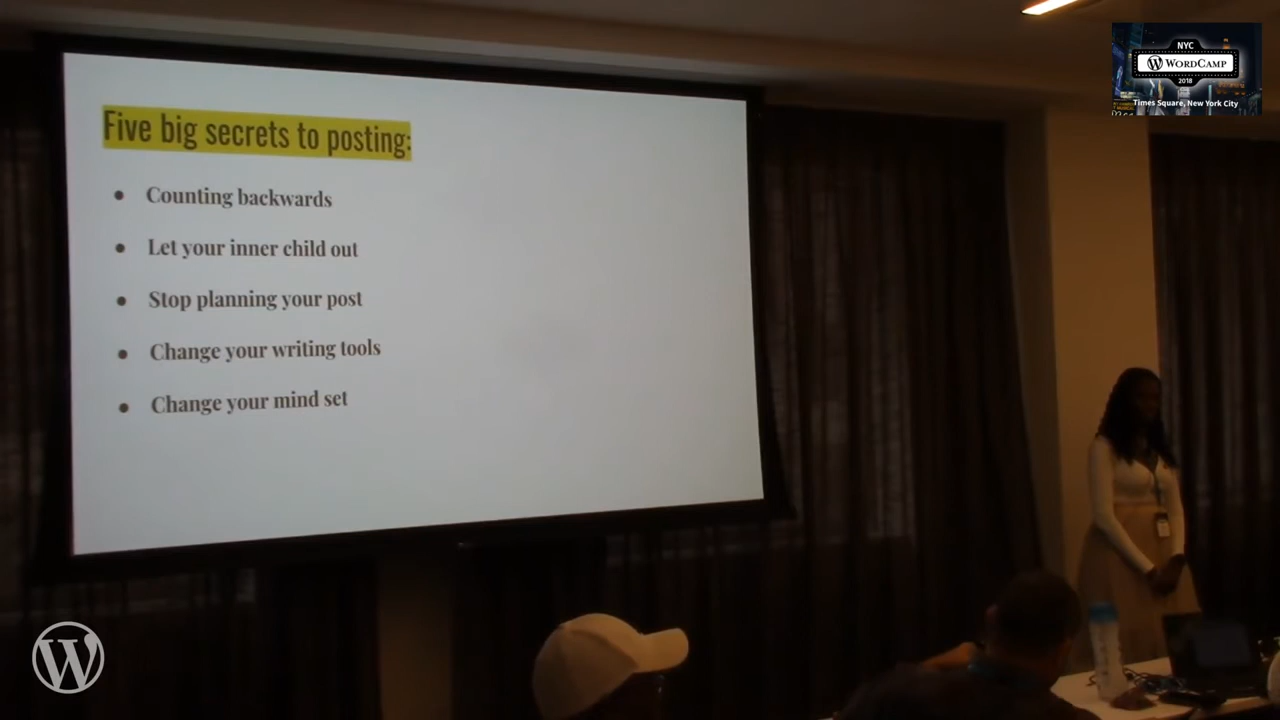 Five big secrets to posting:
Counting backwards
Let your inner child out
Stop planning your post
Change your writing tools
Change your mind set
NYC
WORDCAMP
2018
Times Square, New York City